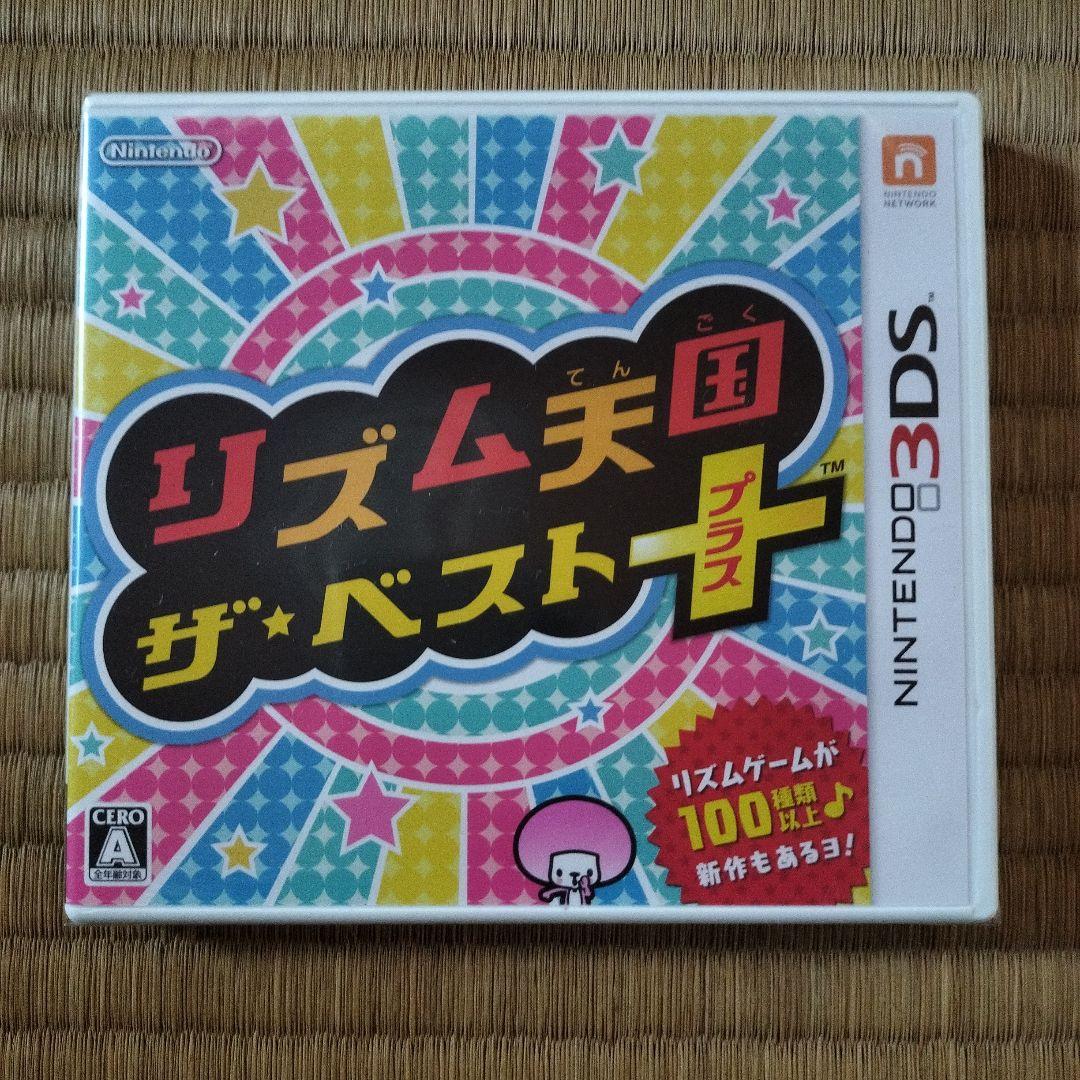 Nintendo
NINTENDO
NETWORK
てん ごく
リズム天国
ザ★ベスト+
プラス
TM
NINTENDO 3DS
TM
リズムゲームが
100種類以上♪
新作もあるヨ!
CERO
A
全年齢対象